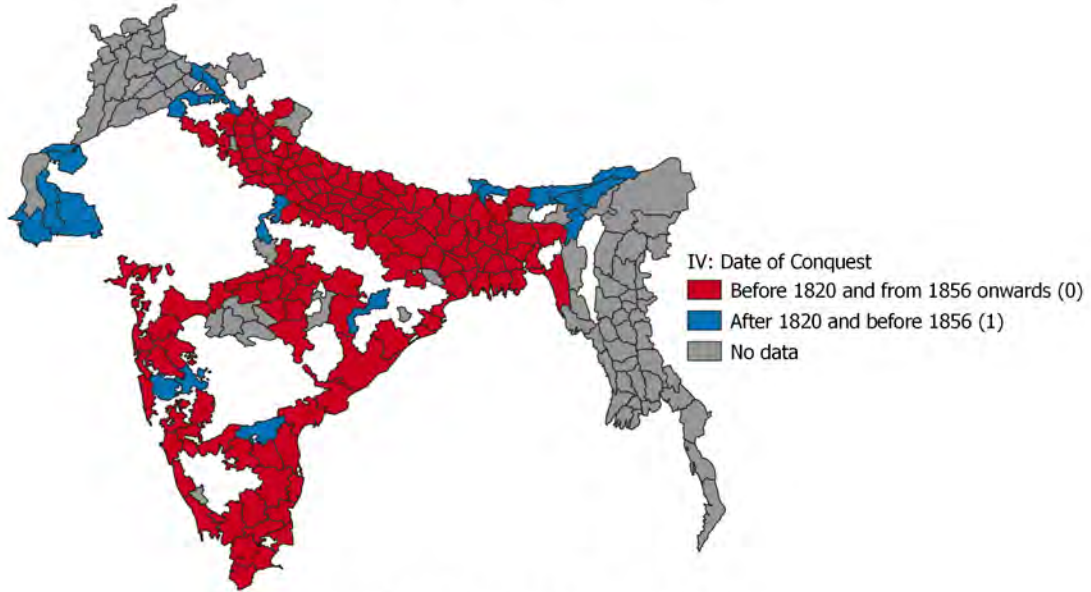 IV: Date of Conquest
Before 1820 and from 1856 onwards (0)
After 1820 and before 1856 (1)
No data